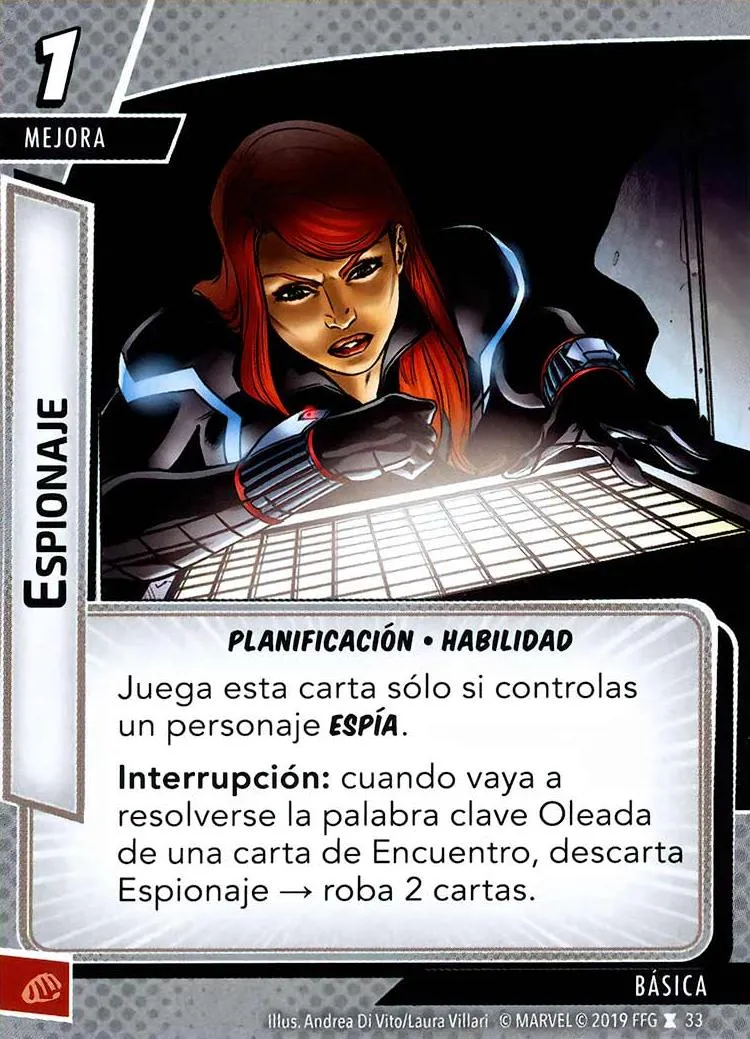 1
MEJORA
ESPIONAJE
PLANIFICACIÓN • HABILIDAD
Juega esta carta sólo si controlas
un personaje ESPÍA.
Interrupción: cuando vaya a
resolverse la palabra clave Oleada
de una carta de Encuentro, descarta
Espionaje → roba 2 cartas.
BÁSICA
Illus. Andrea Di Vito/Laura Villari © MARVEL © 2019 FFG 33